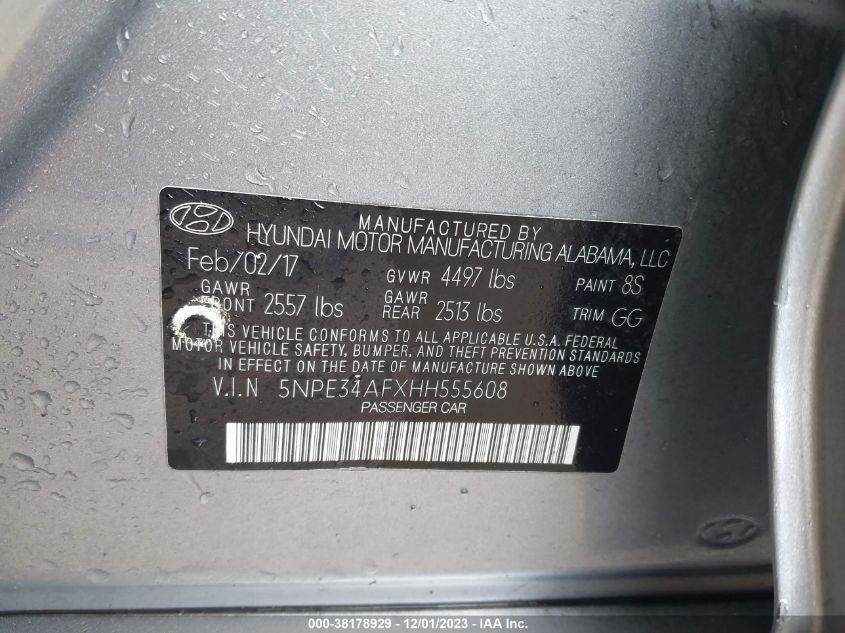 MANUFACTURED BY
HYUNDAI MOTOR MANUFACTURING ALABAMA, LLC
Feb/02/17 GVWR 4497 lbs PAINT 8S
GAWR FRONT 2557 lbs GAWR REAR 2513 lbs TRIM GG
THIS VEHICLE CONFORMS TO ALL APPLICABLE U.S.A. FEDERAL
MOTOR VEHICLE SAFETY, BUMPER, AND THEFT PREVENTION STANDARDS
IN EFFECT ON THE DATE OF MANUFACTURE SHOWN ABOVE.
V.I.N 5NPE34AFXHH555608
PASSENGER CAR
000-38178929 - 12/01/2023 - IAAI.COM